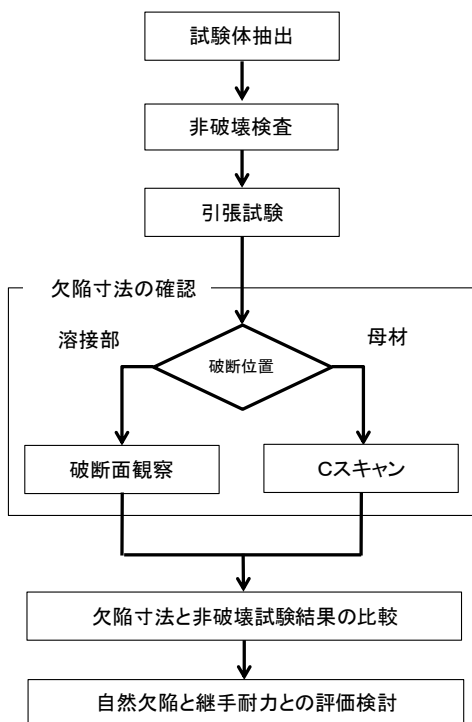 試験体抽出
非破壊検査
引張試験
欠陥寸法の確認
溶接部
母材
破断位置
破断面観察
Cスキャン
欠陥寸法と非破壊試験結果の比較
自然欠陥と継手耐力との評価検討